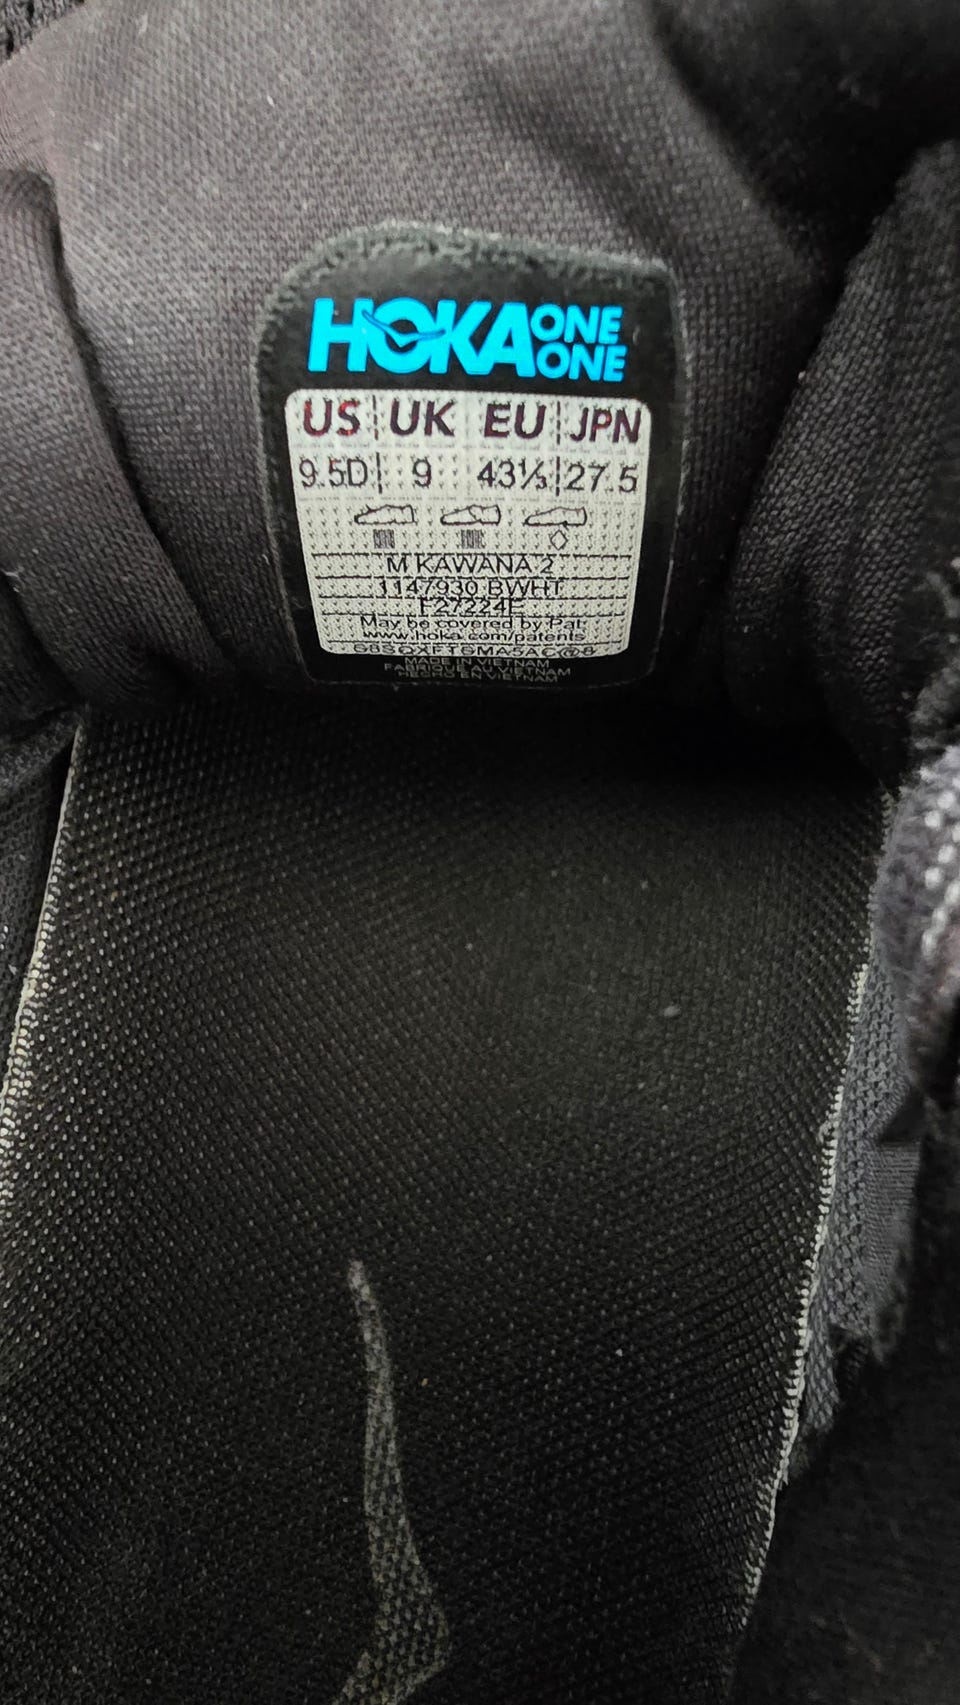 HOKA ONE ONE
US UK EU JPN
9.5D 9 43⅓ 27.5
M KAWANA 2
1147930 BWHT
F27224E
May be covered by Pat:
www.hoka.com/patents
MADE IN VIETNAM
FABRIQUÉ AU VIETNAM
HECHO EN VIETNAM